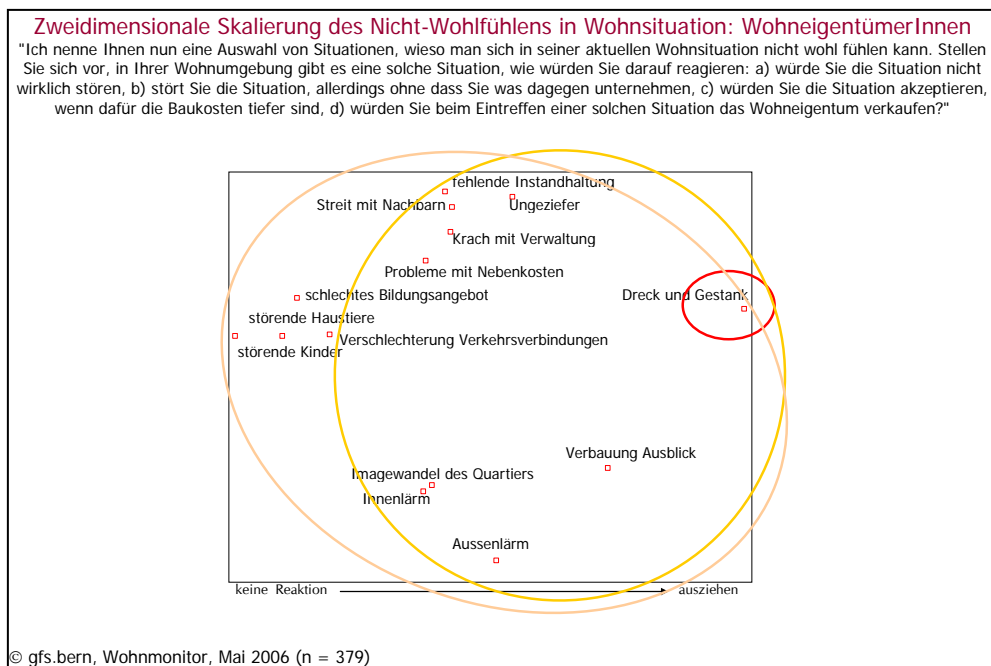 Zweidimensionale Skalierung des Nicht-Wohlfühlens in Wohnsituation: WohneigentümerInnen
"Ich nenne Ihnen nun eine Auswahl von Situationen, wieso man sich in seiner aktuellen Wohnsituation nicht wohl fühlen kann. Stellen
Sie sich vor, in Ihrer Wohnumgebung gibt es eine solche Situation, wie würden Sie darauf reagieren: a) würde Sie die Situation nicht
wirklich stören, b) stört Sie die Situation, allerdings ohne dass Sie was dagegen unternehmen, c) würden Sie die Situation akzeptieren,
wenn dafür die Baukosten tiefer sind, d) würden Sie beim Eintreffen einer solchen Situation das Wohneigentum verkaufen?"
fehlende Instandhaltung
Streit mit Nachbarn
Ungeziefer
Krach mit Verwaltung
Probleme mit Nebenkosten
schlechtes Bildungsangebot
Dreck und Gestank
störende Haustiere
Verschlechterung Verkehrsverbindungen
störende Kinder
Verbauung Ausblick
Imagewandel des Quartiers
Innenlärm
Aussenlärm
keine Reaktion
ausziehen
© gfs.bern, Wohnmonitor, Mai 2006 (n = 379)